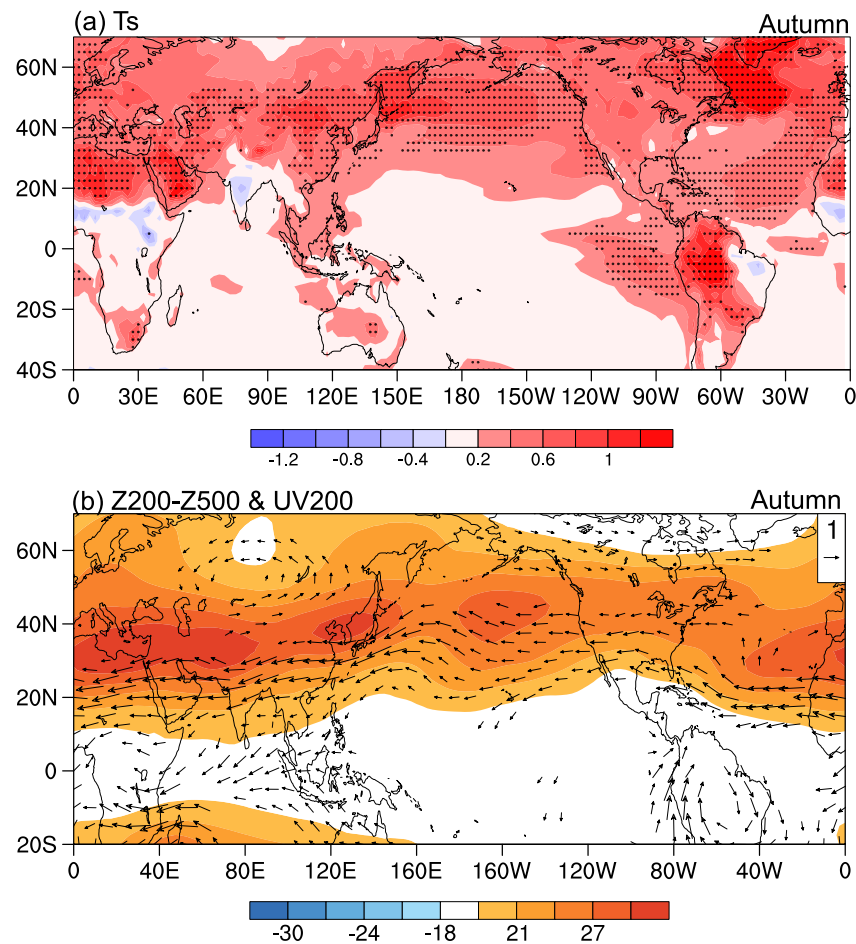 (a) Ts Autumn
60N
40N
20N
0
20S
40S
0 30E 60E 90E 120E 150E 180 150W 120W 90W 60W 30W 0
-1.2 -0.8 -0.4 0.2 0.6 1
(b) Z200-Z500 & UV200 Autumn
1
60N
40N
20N
0
20S
0 40E 80E 120E 160E 160W 120W 80W 40W 0
-30 -24 -18 21 27